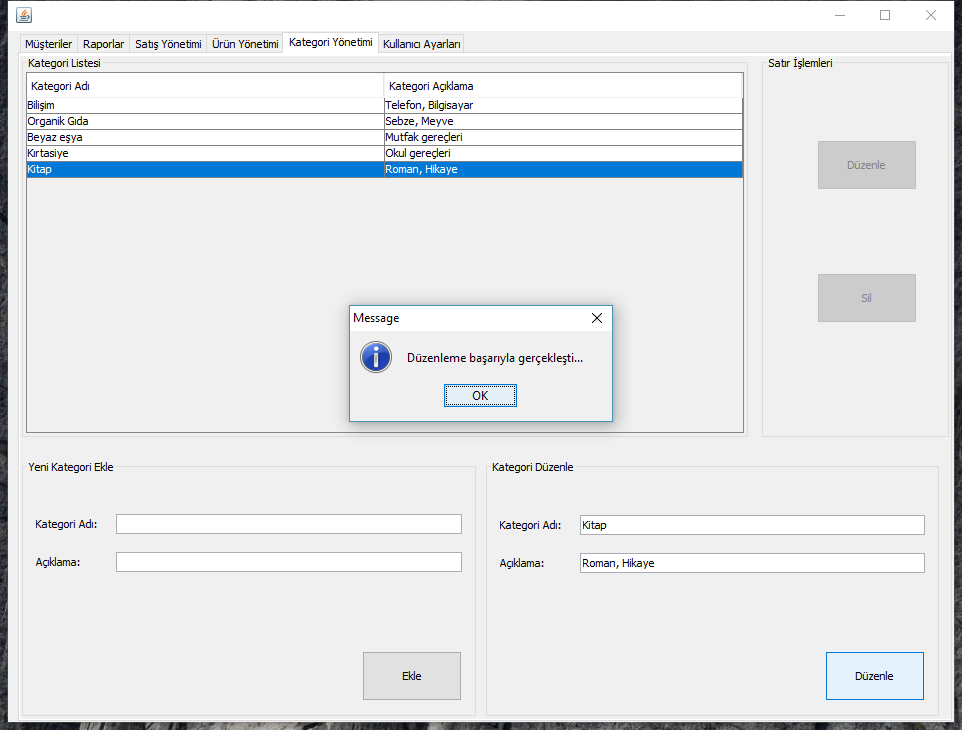 Müşteriler Raporlar Satış Yönetimi Ürün Yönetimi Kategori Yönetimi Kullanıcı Ayarları
Kategori Listesi
Kategori Adı Kategori Açıklama
Bilişim Telefon, Bilgisayar
Organik Gıda Sebze, Meyve
Beyaz eşya Mutfak gereçleri
Kırtasiye Okul gereçleri
Kitap Roman, Hikaye
Satır İşlemleri
Düzenle
Sil
Message
Düzenleme başarıyla gerçekleşti...
OK
Yeni Kategori Ekle
Kategori Adı:
Açıklama:
Ekle
Kategori Düzenle
Kategori Adı: Kitap
Açıklama: Roman, Hikaye
Düzenle